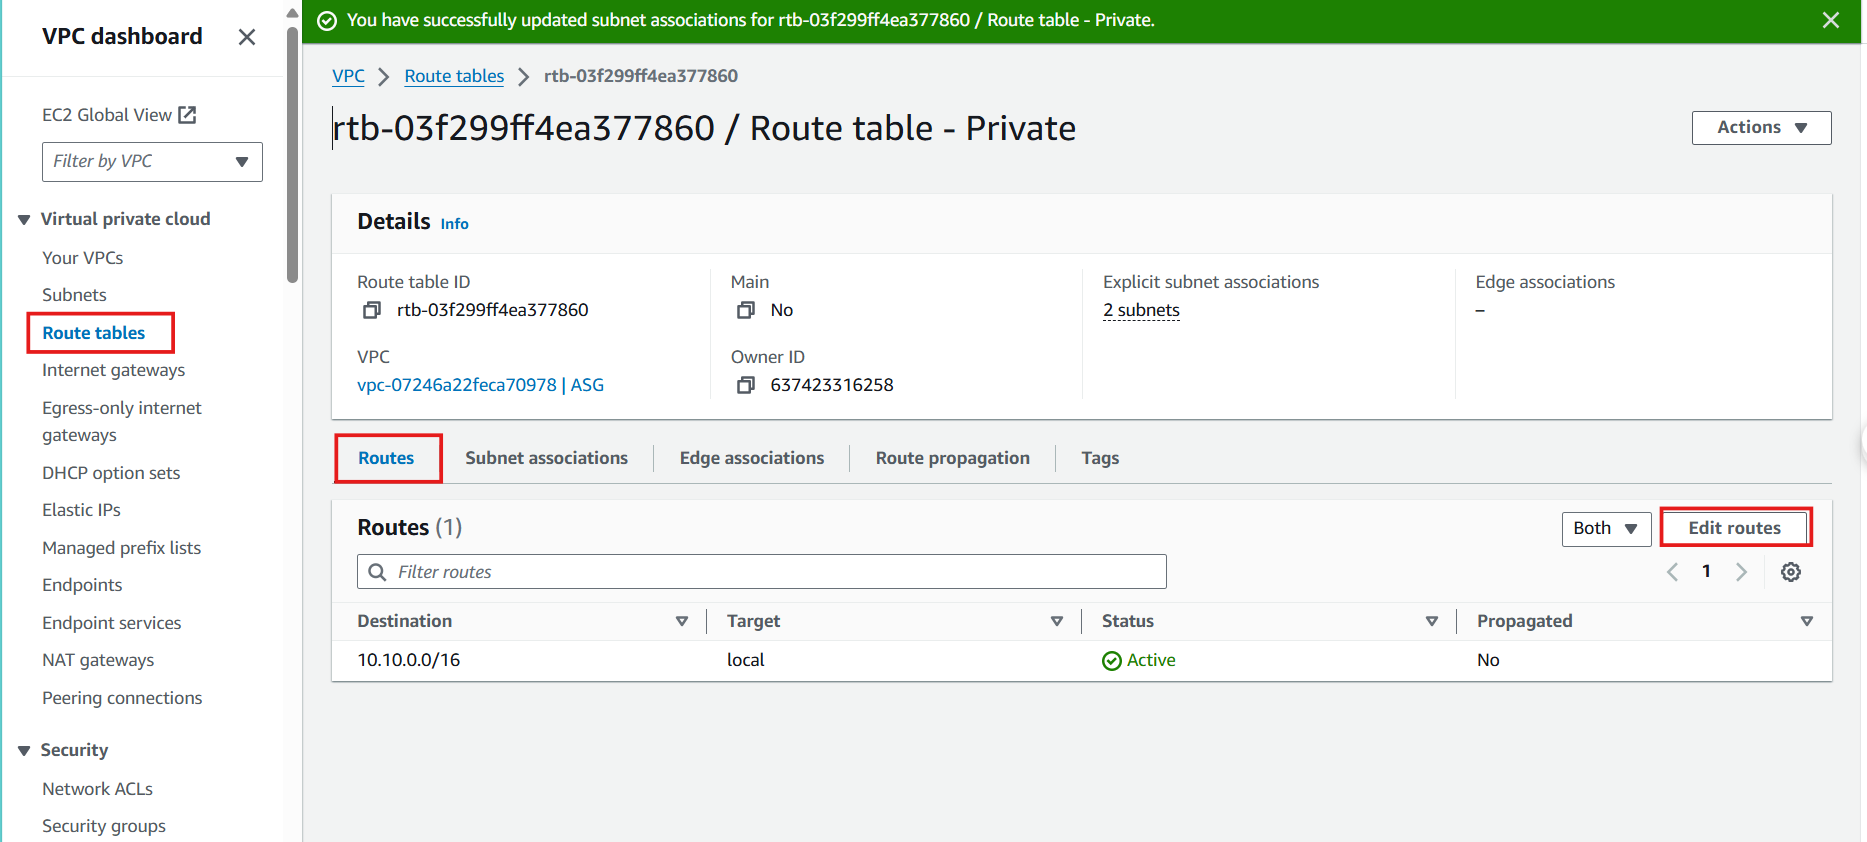 VPC dashboard
EC2 Global View
Filter by VPC
Virtual private cloud
Your VPCs
Subnets
Route tables
Internet gateways
Egress-only internet
gateways
DHCP option sets
Elastic IPs
Managed prefix lists
Endpoints
Endpoint services
NAT gateways
Peering connections
Security
Network ACLs
Security groups
You have successfully updated subnet associations for rtb-03f299ff4ea377860 / Route table - Private.
VPC > Route tables > rtb-03f299ff4ea377860
rtb-03f299ff4ea377860 / Route table - Private
Actions
Details Info
Route table ID
rtb-03f299ff4ea377860
Main
No
Explicit subnet associations
2 subnets
Edge associations
–
VPC
vpc-07246a22feca70978 | ASG
Owner ID
637423316258
Routes Subnet associations Edge associations Route propagation Tags
Routes (1)
Both
Edit routes
Filter routes
1
Destination Target Status Propagated
10.10.0.0/16 local Active No